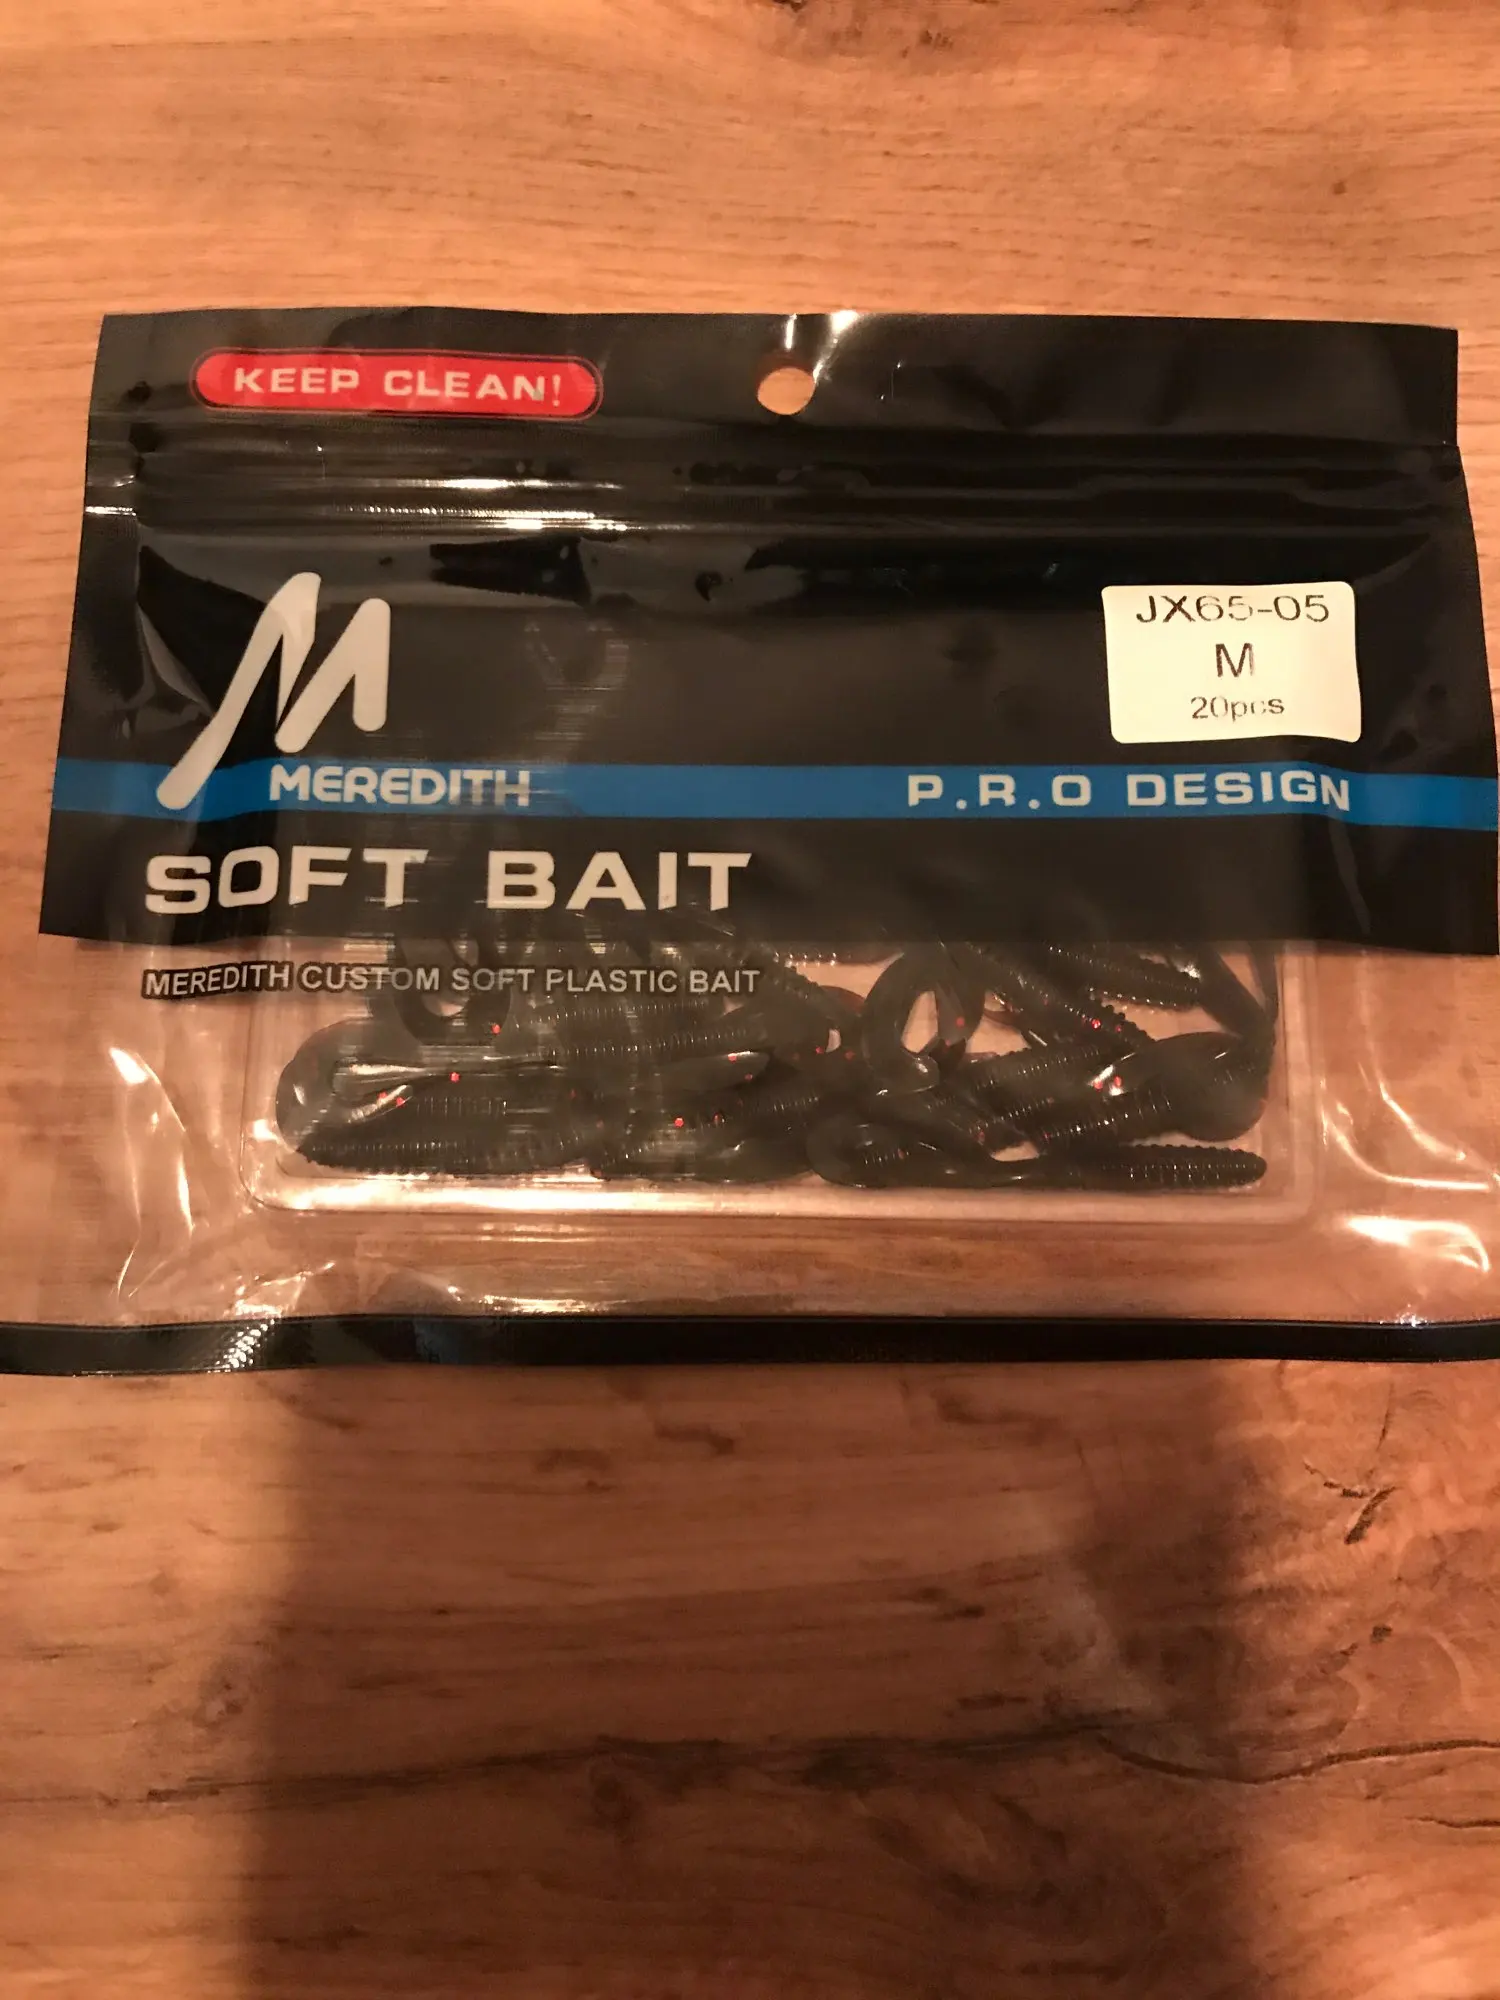 KEEP CLEAN!
JX65-05
M
20pcs
M
MEREDITH
P.R.O DESIGN
SOFT BAIT
MEREDITH CUSTOM SOFT PLASTIC BAIT